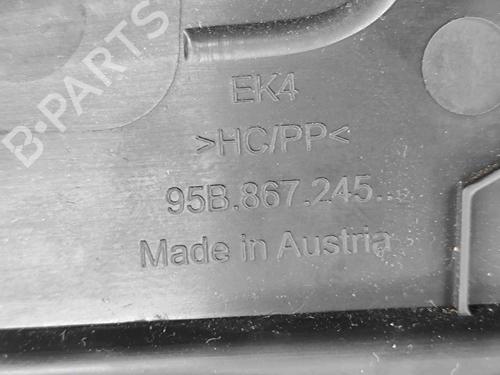 B-PARTS
EK4
>HC/PP<
95B.867.245..
Made in Austria